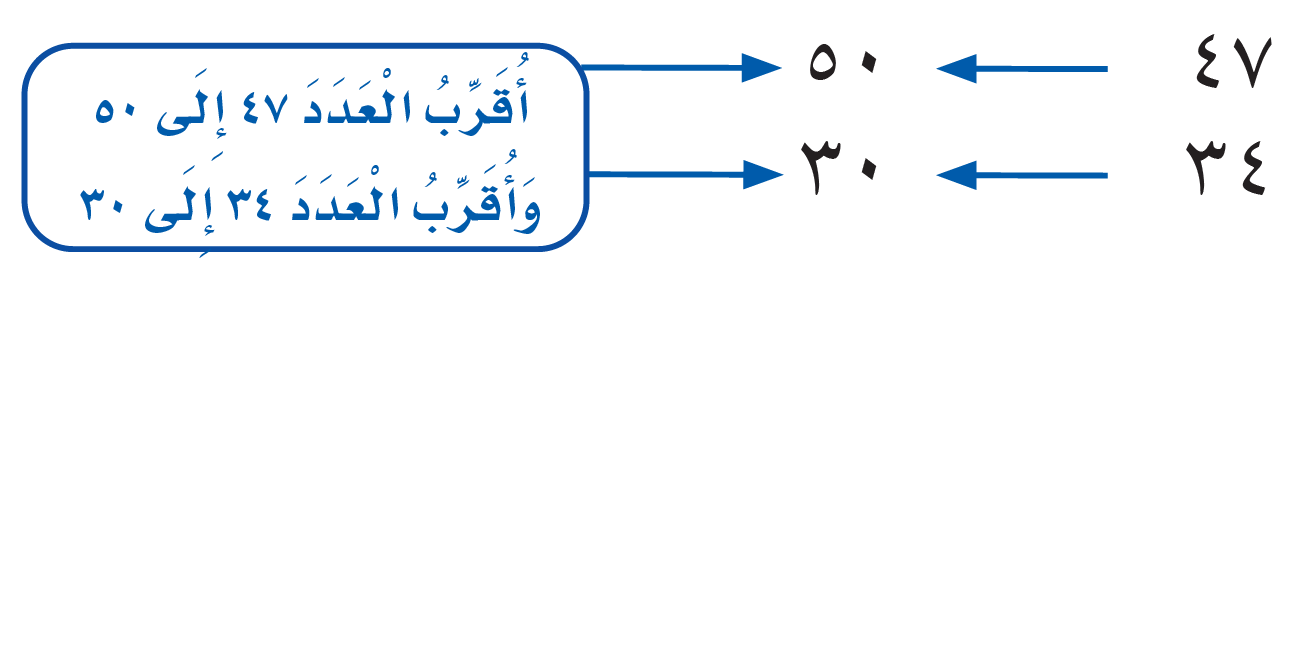 ٤٧ ٥٠
٣٤ ٣٠
أُقَرِّبُ الْعَدَدَ ٤٧ إِلَى ٥٠
وَأُقَرِّبُ الْعَدَدَ ٣٤ إِلَى ٣٠